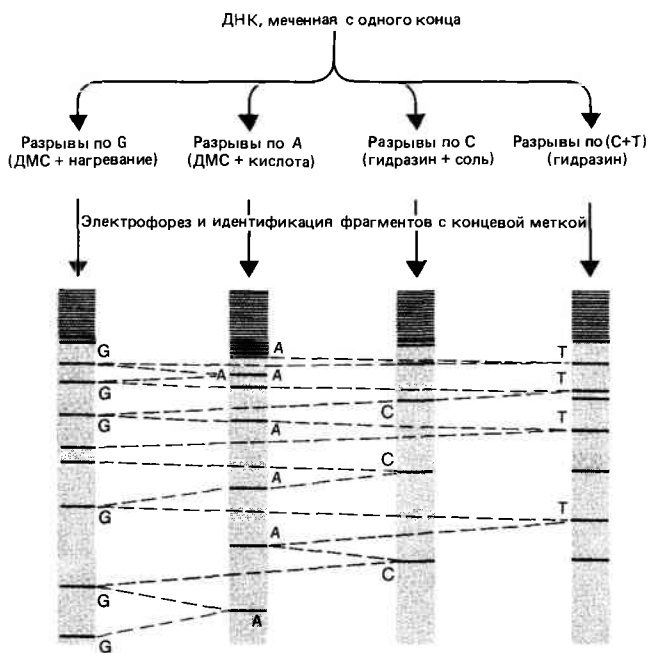 ДНК, меченная с одного конца
Разрывы по G
(ДМС + нагревание)
Разрывы по A
(ДМС + кислота)
Разрывы по C
(гидразин + соль)
Разрывы по (C+T)
(гидразин)
Электрофорез и идентификация фрагментов с концевой меткой
G
A
T
A
A
T
G
C
G
A
T
C
A
G
T
A
C
G
A
G